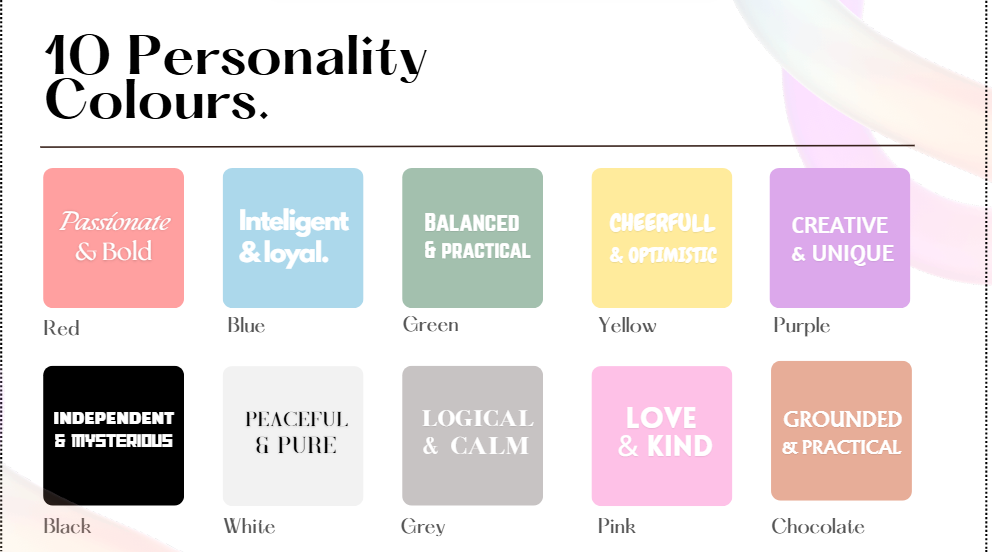 10 Personality
Colours.
Passionate
& Bold
Red
Inteligent
& loyal.
Blue
BALANCED
& PRACTICAL
Green
CHEERFULL
& OPTIMISTIC
Yellow
CREATIVE
& UNIQUE
Purple
INDEPENDENT
& MYSTERIOUS
Black
PEACEFUL
& PURE
White
LOGICAL
& CALM
Grey
LOVE
& KIND
Pink
GROUNDED
& PRACTICAL
Chocolate